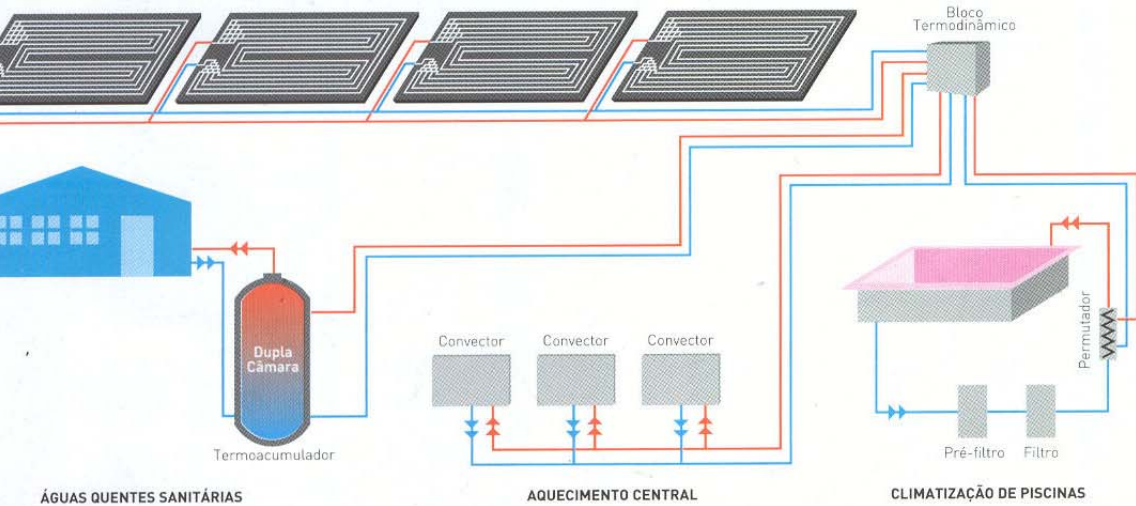 Bloco
Termodinâmico
Dupla
Câmara
Termoacumulador
Convector
Convector
Convector
Permutador
Pré-filtro
Filtro
ÁGUAS QUENTES SANITÁRIAS
AQUECIMENTO CENTRAL
CLIMATIZAÇÃO DE PISCINAS